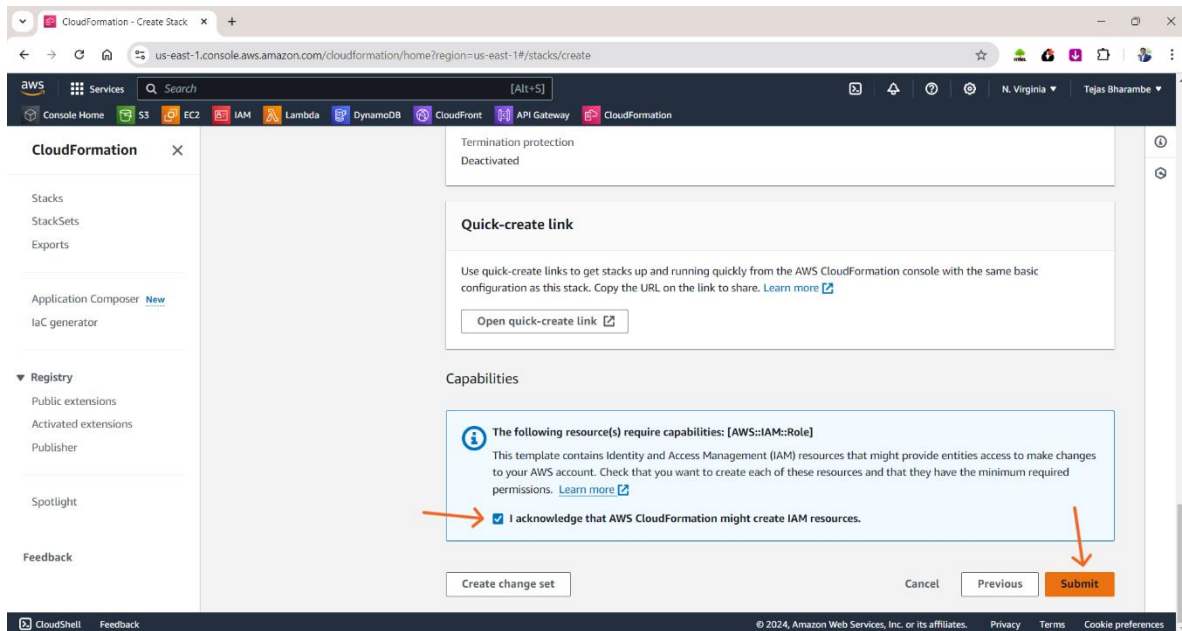 CloudFormation - Create Stack
us-east-1.console.aws.amazon.com/cloudformation/home?region=us-east-1#/stacks/create
aws Services Search [Alt+S] N. Virginia Tejas Bharambe
Console Home S3 EC2 IAM Lambda DynamoDB CloudFront API Gateway CloudFormation
CloudFormation
Stacks
StackSets
Exports
Application Composer New
IaC generator
Registry
Public extensions
Activated extensions
Publisher
Spotlight
Feedback
Termination protection
Deactivated
Quick-create link
Use quick-create links to get stacks up and running quickly from the AWS CloudFormation console with the same basic
configuration as this stack. Copy the URL on the link to share. Learn more
Open quick-create link
Capabilities
The following resource(s) require capabilities: [AWS::IAM::Role]
This template contains Identity and Access Management (IAM) resources that might provide entities access to make changes
to your AWS account. Check that you want to create each of these resources and that they have the minimum required
permissions. Learn more
I acknowledge that AWS CloudFormation might create IAM resources.
Create change set Cancel Previous Submit
CloudShell Feedback © 2024, Amazon Web Services, Inc. or its affiliates. Privacy Terms Cookie preferences